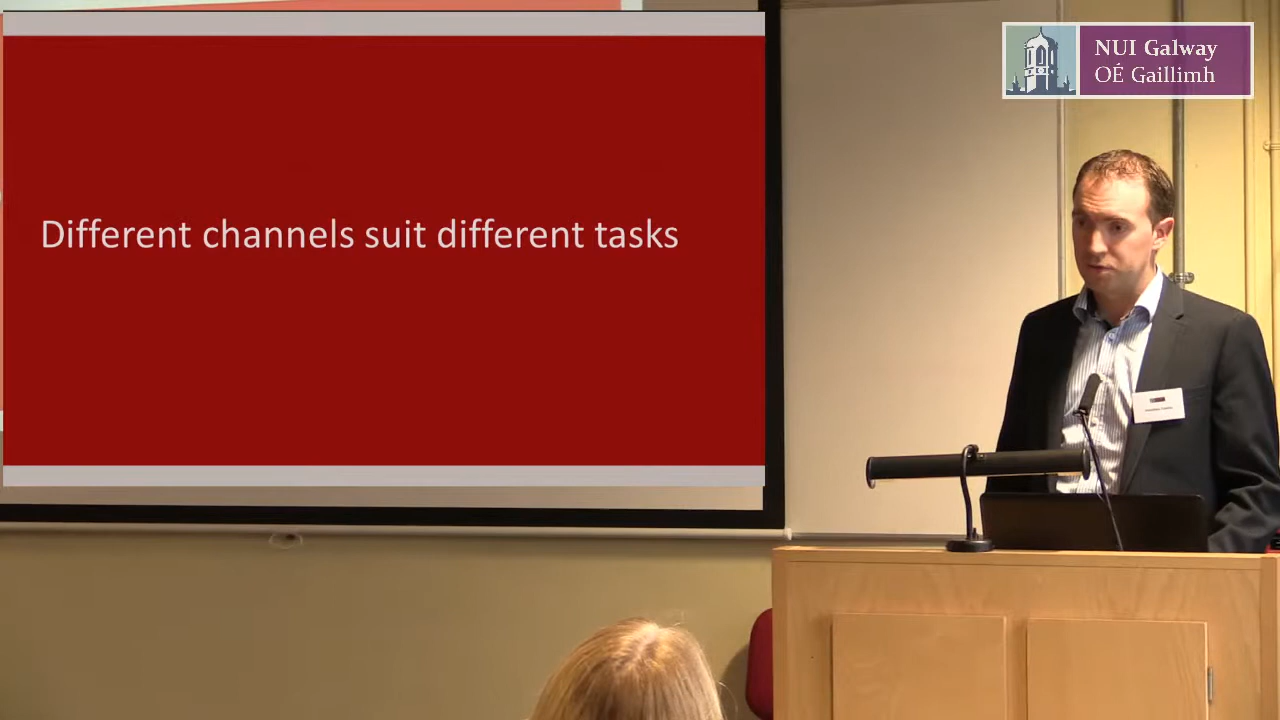 Different channels suit different tasks
NUI Galway
OÉ Gaillimh